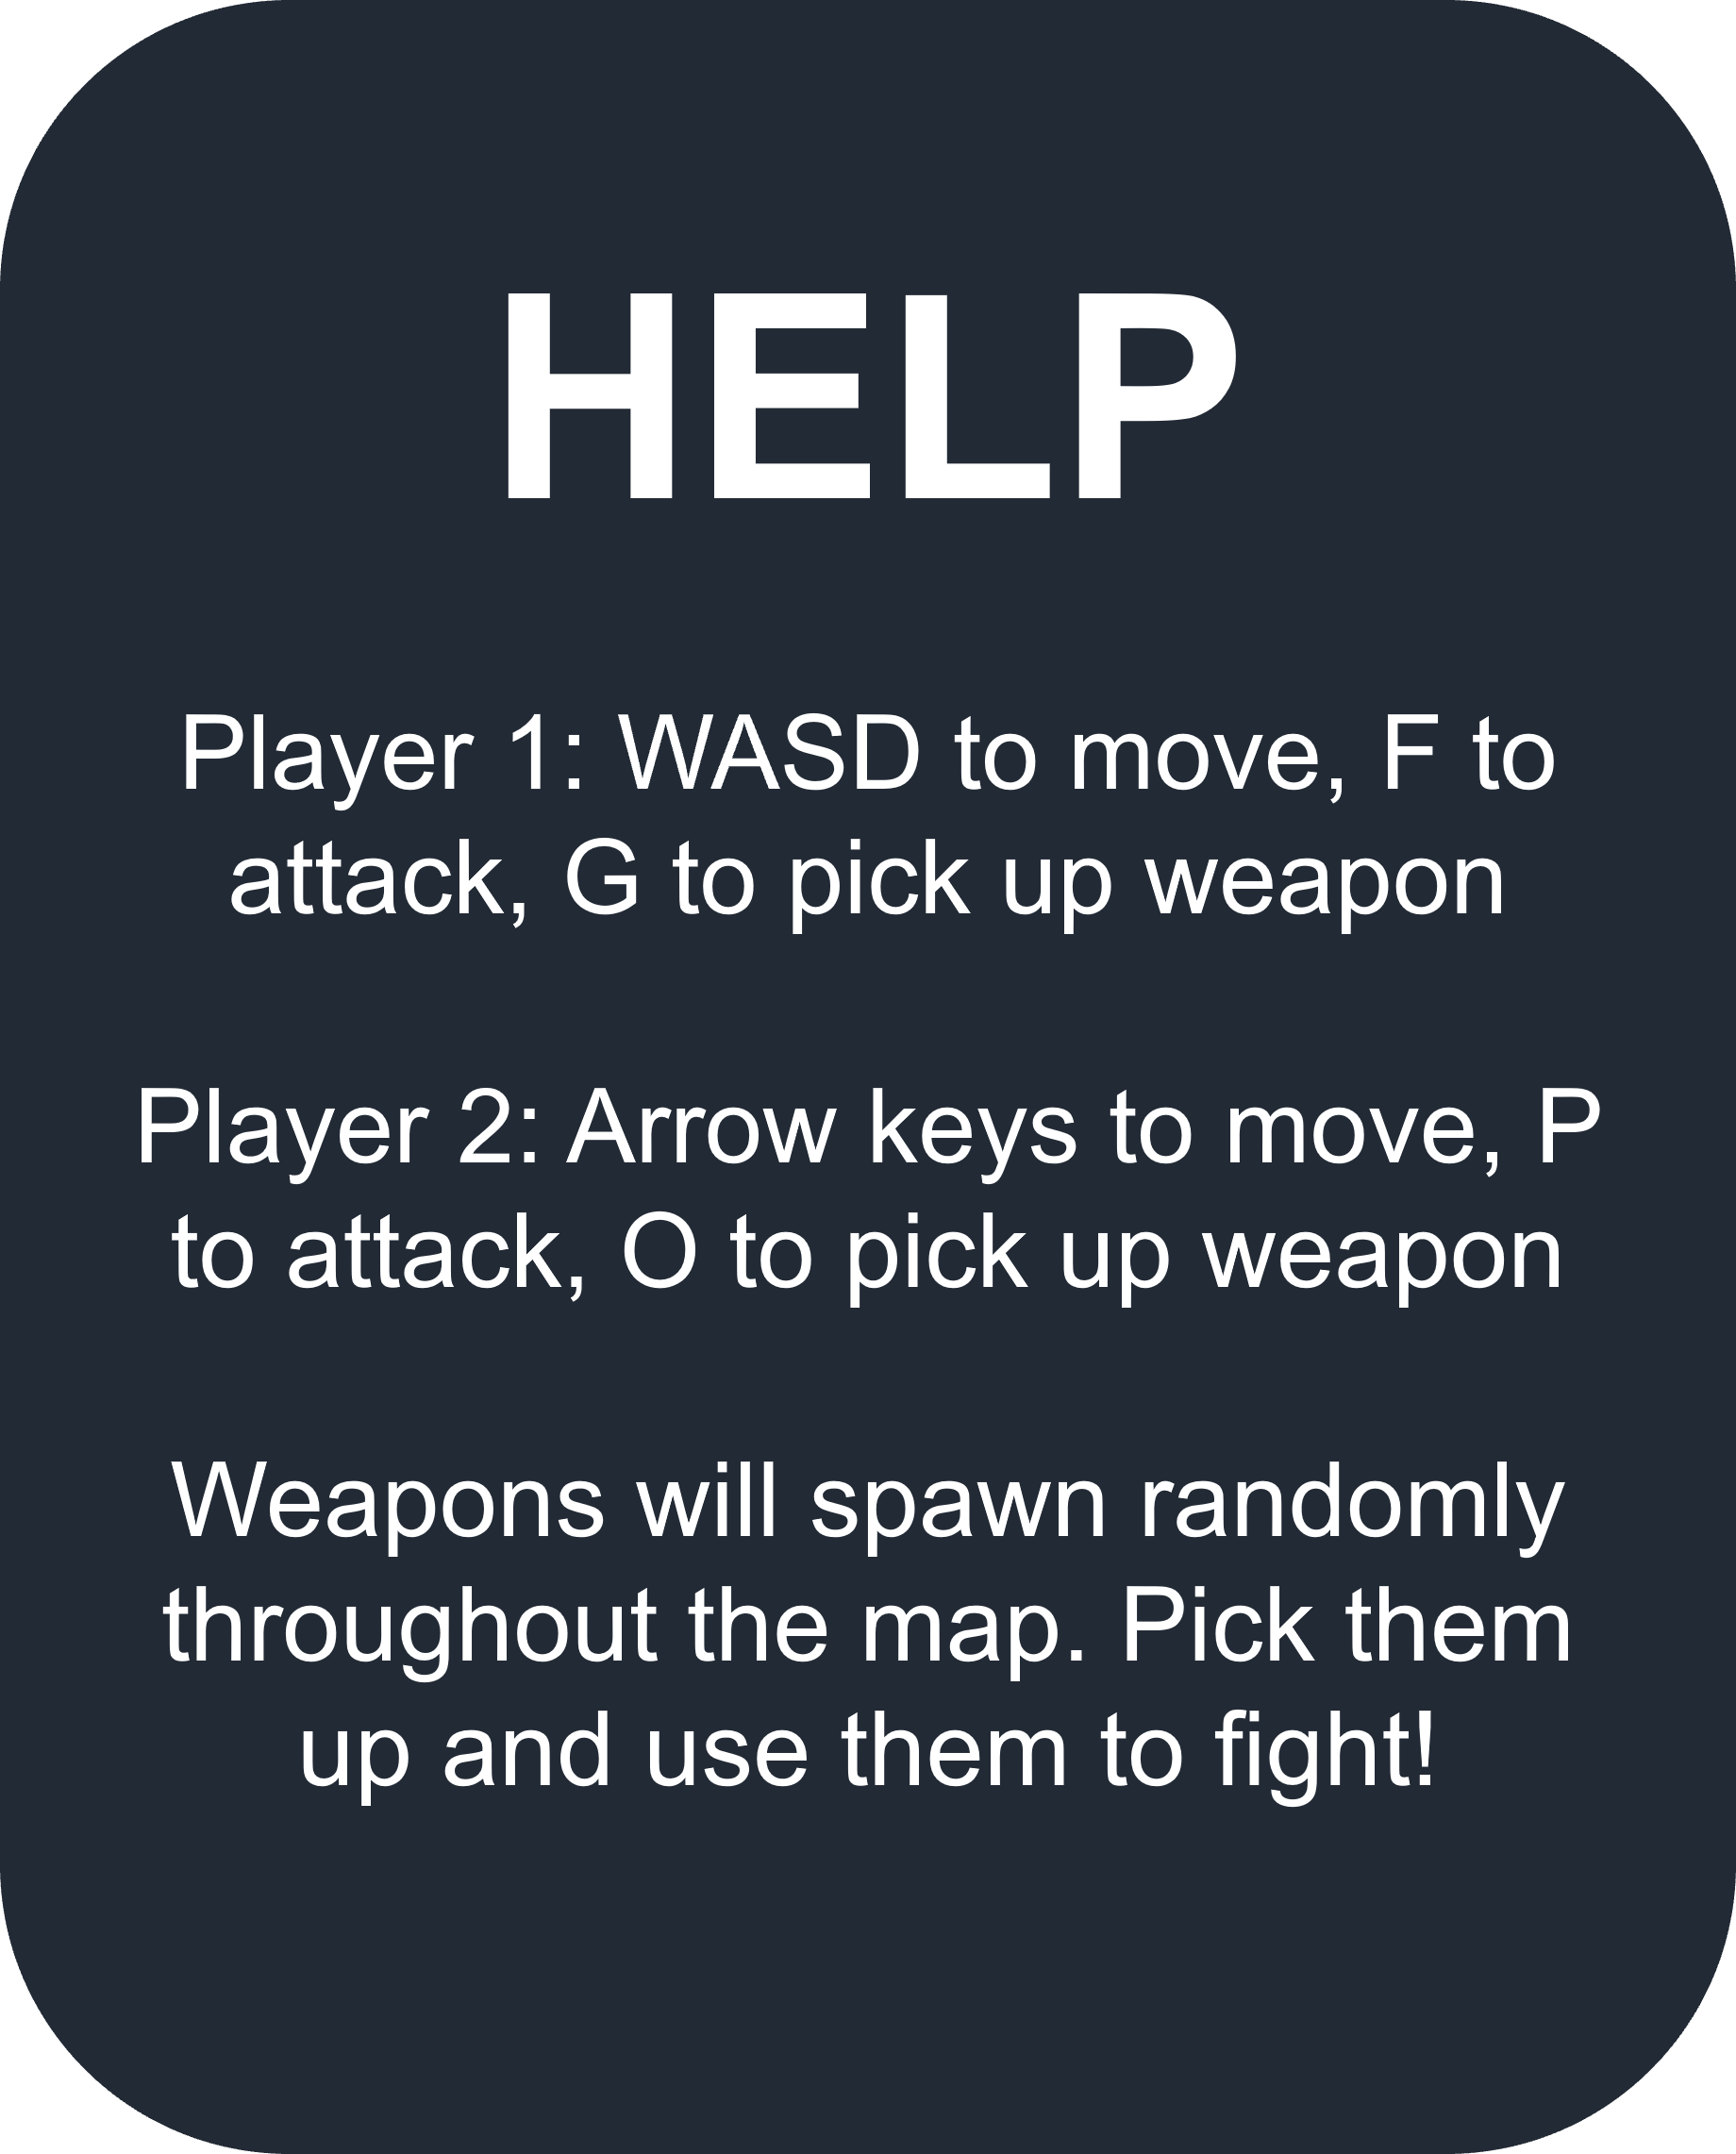 HELP
Player 1: WASD to move, F to
attack, G to pick up weapon
Player 2: Arrow keys to move, P
to attack, O to pick up weapon
Weapons will spawn randomly
throughout the map. Pick them
up and use them to fight!